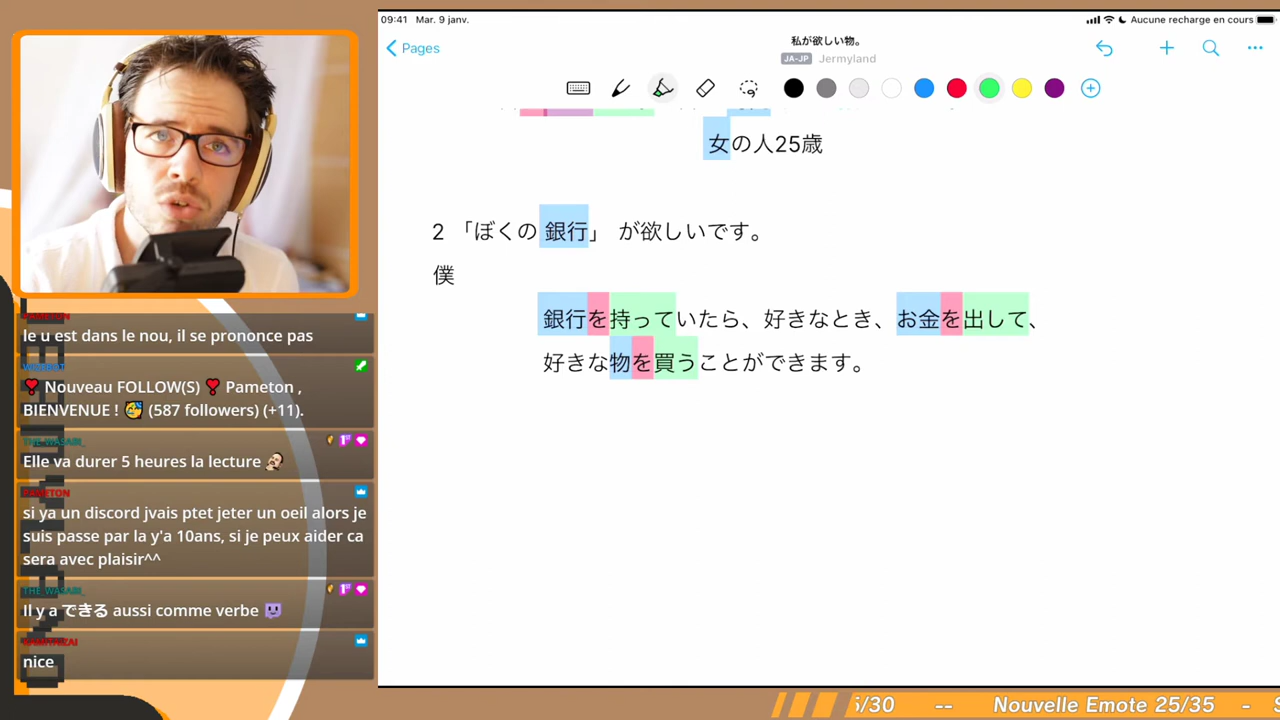 09:41 Mar. 9 janv.
Aucune recharge en cours
Pages
私が欲しい物。
JA-JP Jermyland
女の人25歳
2 「ぼくの銀行」 が欲しいです。
僕
銀行を持っていたら、好きなとき、お金を出して、
好きな物を買うことができます。
PAMETON
le u est dans le nou, il se prononce pas
❣ Nouveau FOLLOW(S) ❣ Pameton ,
BIENVENUE ! 🥳 (587 followers) (+11).
THE_WASABI_
Elle va durer 5 heures la lecture
PAMETON
si ya un discord jvais ptet jeter un oeil alors je
suis passe par la y'a 10ans, si je peux aider ca
sera avec plaisir^^
THE_WASABI_
Il y a できる aussi comme verbe
nice
5/30 -- Nouvelle Emote 25/35 - S